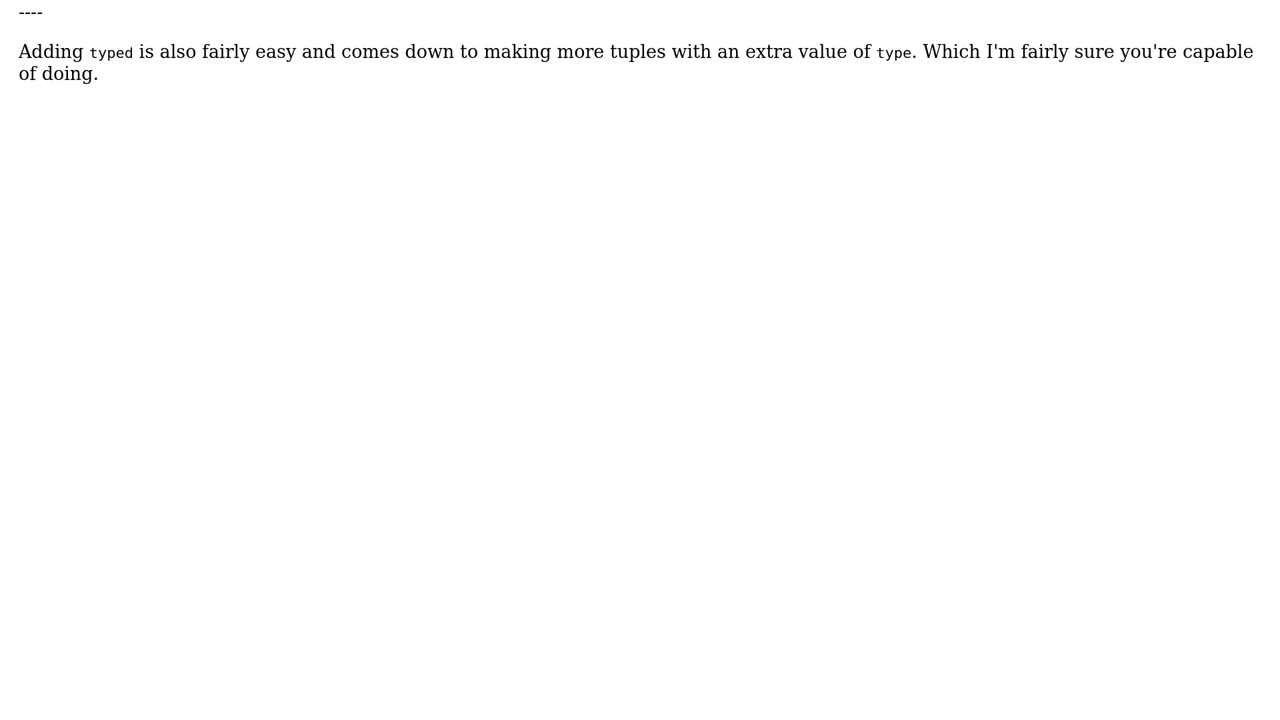 ----
Adding typed is also fairly easy and comes down to making more tuples with an extra value of type. Which I'm fairly sure you're capable
of doing.